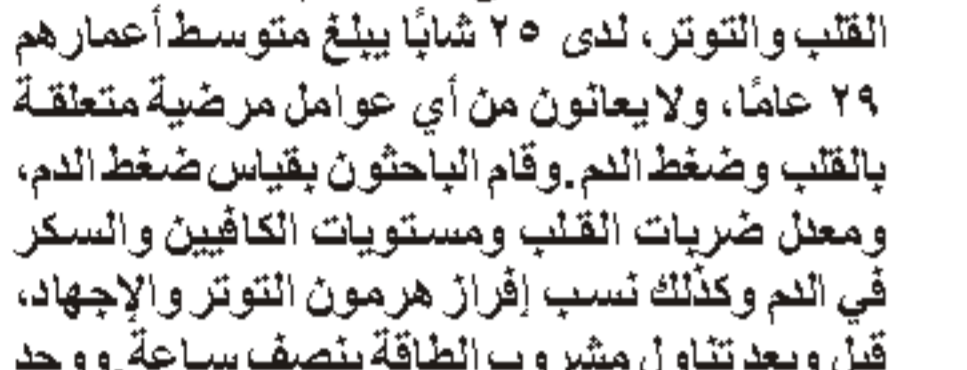 القلب والتوتر، لدى ٢٥ شابًا يبلغ متوسط أعمارهم
٢٩ عامًا، ولا يعانون من أي عوامل مرضية متعلقة
بالقلب وضغط الدم. وقام الباحثون بقياس ضغط الدم،
ومعدل ضربات القلب ومستويات الكافيين والسكر
في الدم وكذلك نسب إفراز هرمون التوتر والإجهاد،
قبل وبعد تناول مشروب الطاقة بنصف ساعة. ووجد